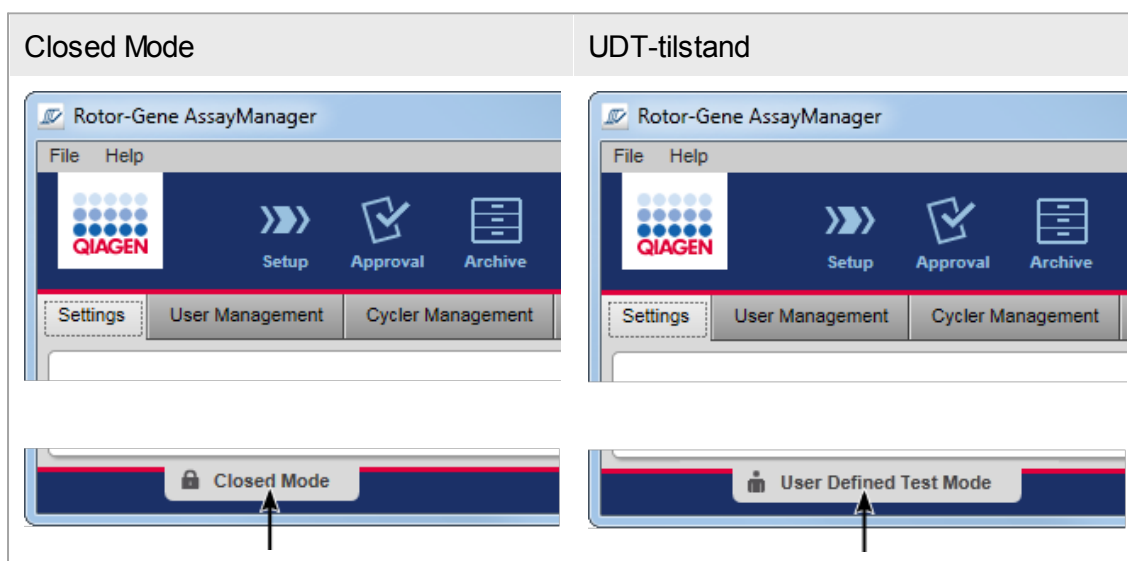 Closed Mode
UDT-tilstand
Rotor-Gene AssayManager
File Help
QIAGEN
Setup Approval Archive
Settings User Management Cycler Management
Closed Mode
Rotor-Gene AssayManager
File Help
QIAGEN
Setup Approval Archive
Settings User Management Cycler Management
User Defined Test Mode